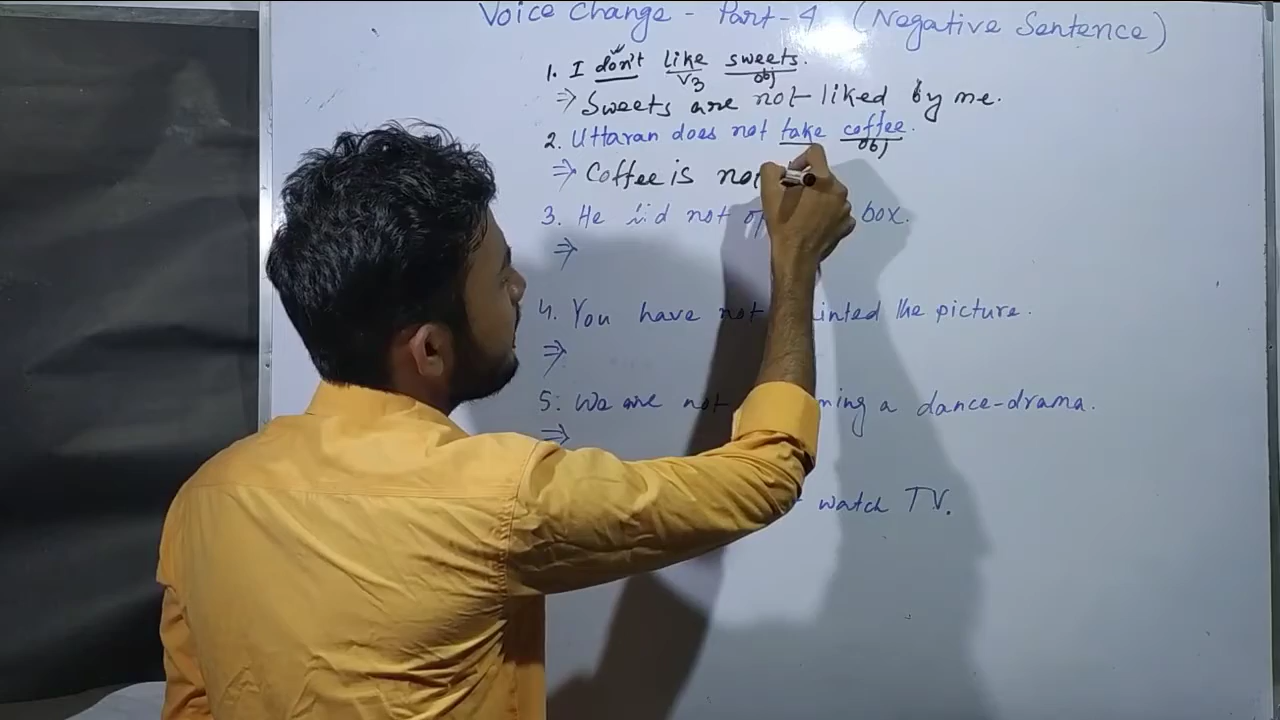 Voice Change - Part-4 (Negative Sentence)
1. I don't like sweets.
V3 obj
⇒ Sweets are not liked by me.
2. Uttaran does not take coffee.
obj
⇒ Coffee is not
3. He did not box.
⇒
4. You have not the picture.
⇒
5. We are not a dance-drama.
⇒
watch TV.